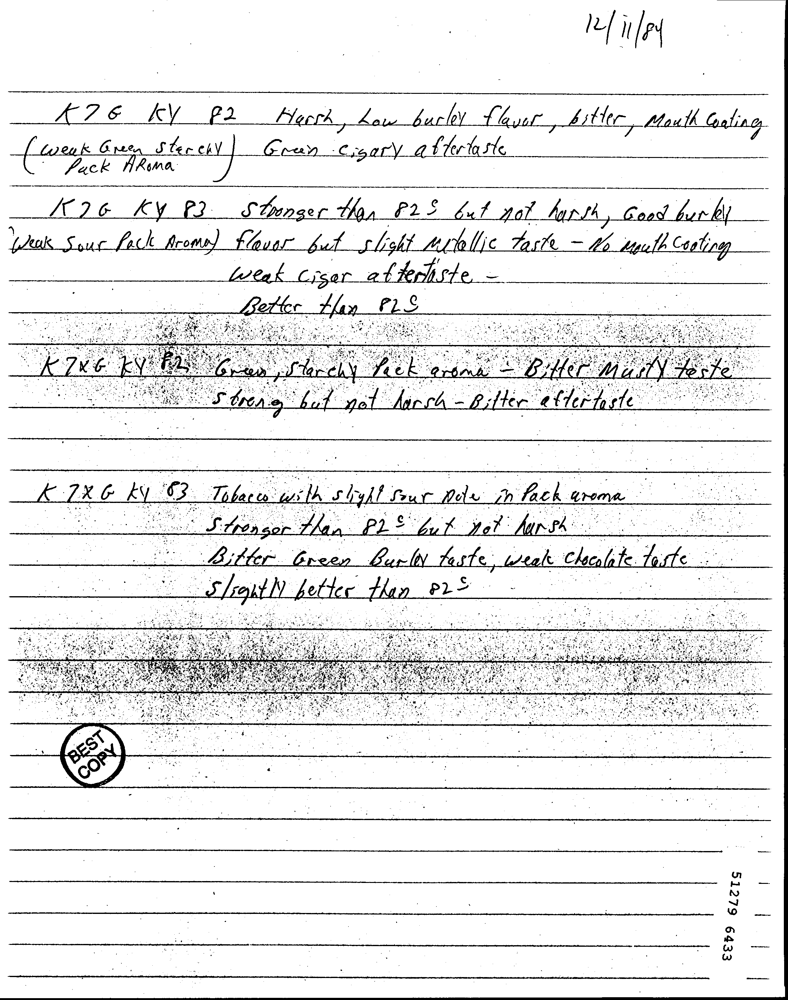 12/11/84
K7G KY 82 Harsh, Low burley flavor, bitter, Mouth Coating
(Weak Green Starchy Pack Aroma) Green cigary aftertaste
K7G KY 83 Stronger than 82s but not harsh, Good burley
(Weak Sour Pack Aroma) flavor but slight metallic taste - No mouth Coating
weak cigar aftertaste -
Better than 82s
K7XG KY 82 Green, Starchy Pack aroma - Bitter Musty taste
Strong but not harsh - Bitter aftertaste
K7XG KY 83 Tobacco with slight sour note in Pack aroma
Stronger than 82s but not harsh
Bitter Green Burley taste, weak chocolate taste
Slightly better than 82s
BEST
COPY
51279 6433